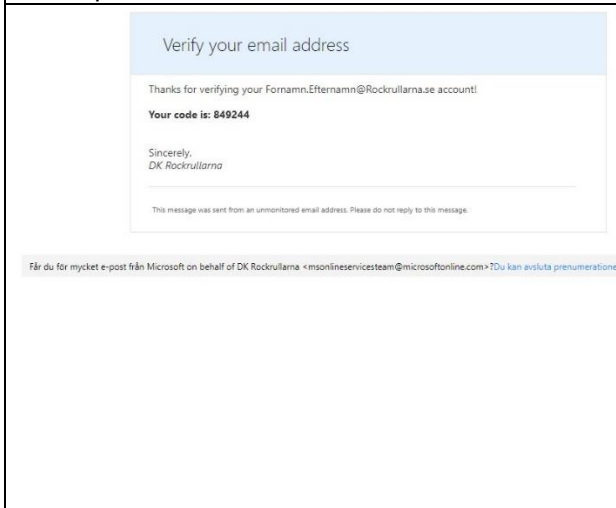 Verify your email address
Thanks for verifying your Fornamn.Efternamn@Rockrullarna.se account!
Your code is: 849244
Sincerely,
DK Rockrullarna
This message was sent from an unmonitored email address. Please do not reply to this message.
Får du för mycket e-post från Microsoft on behalf of DK Rockrullarna <msonlineservicesteam@microsoftonline.com>?Du kan avsluta prenumeratione